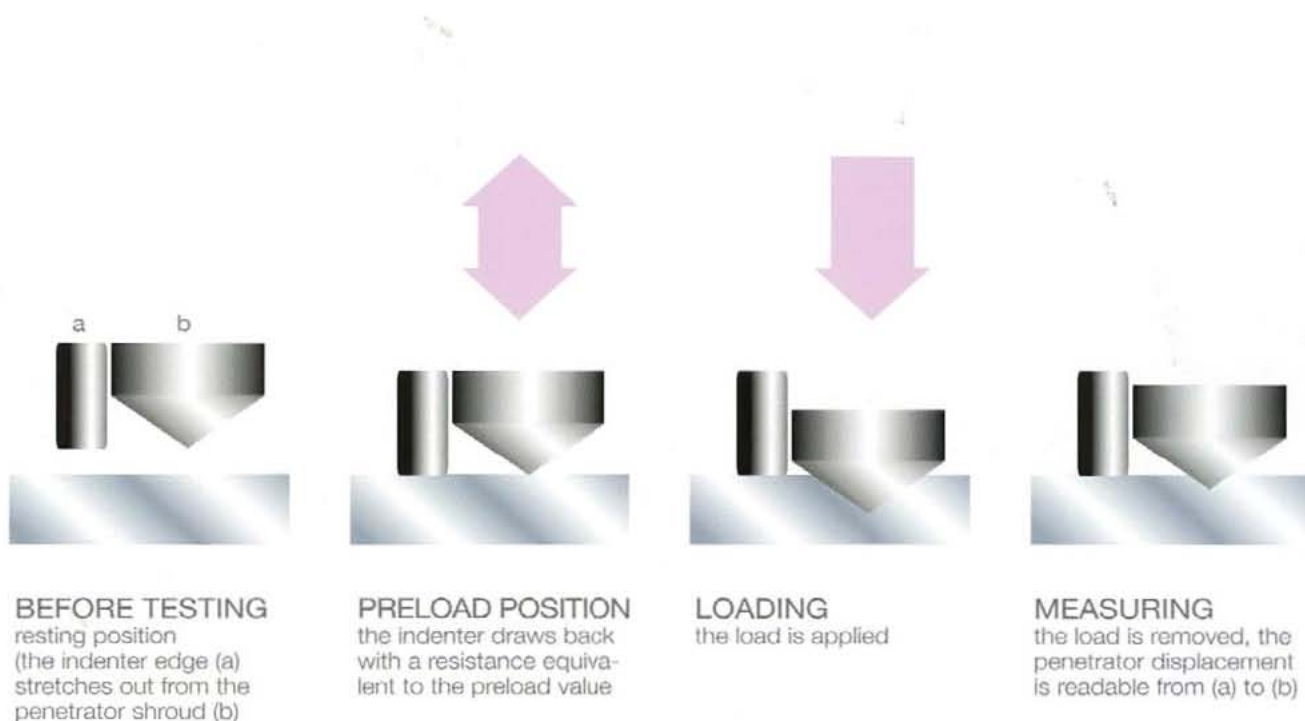 a
b
BEFORE TESTING
resting position
(the indenter edge (a)
stretches out from the
penetrator shroud (b)
PRELOAD POSITION
the indenter draws back
with a resistance equiva-
lent to the preload value
LOADING
the load is applied
MEASURING
the load is removed, the
penetrator displacement
is readable from (a) to (b)